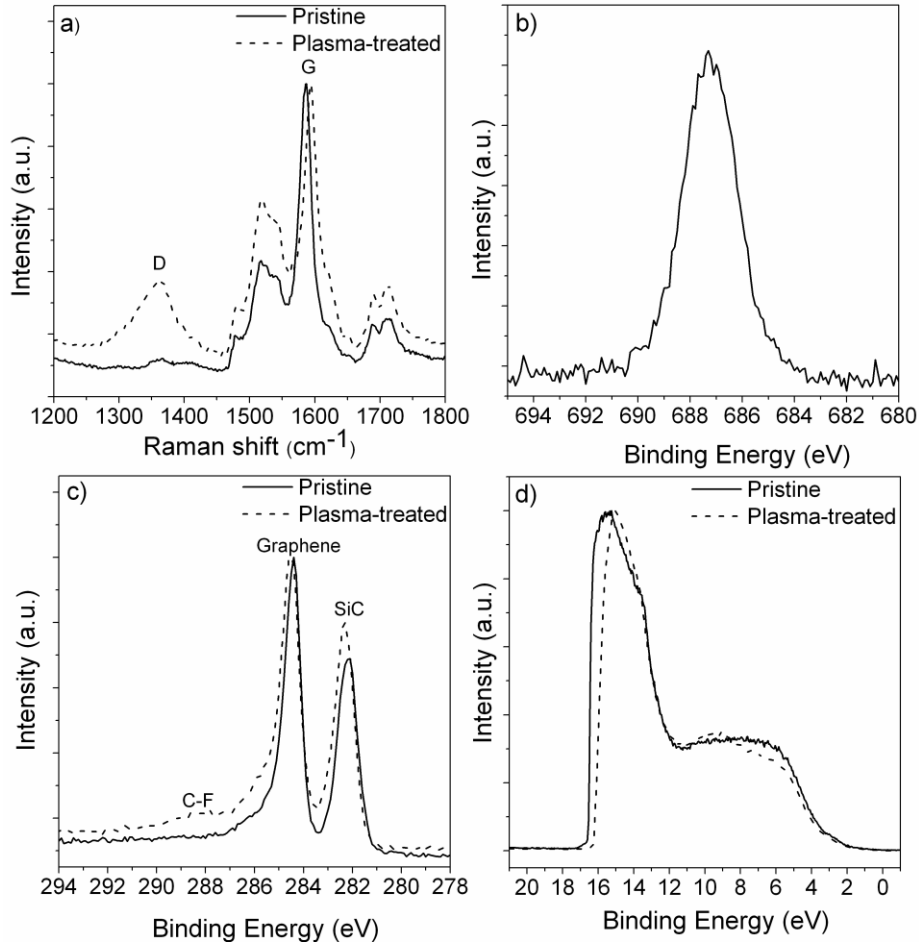 a)
Pristine
Plasma-treated
G
D
Intensity (a.u.)
1200 1300 1400 1500 1600 1700 1800
Raman shift (cm-1)
b)
Intensity (a.u.)
694 692 690 688 686 684 682 680
Binding Energy (eV)
c)
Pristine
Plasma-treated
Graphene
SiC
C-F
Intensity (a.u.)
294 292 290 288 286 284 282 280 278
Binding Energy (eV)
d)
Pristine
Plasma-treated
Intensity (a.u.)
20 18 16 14 12 10 8 6 4 2 0
Binding Energy (eV)